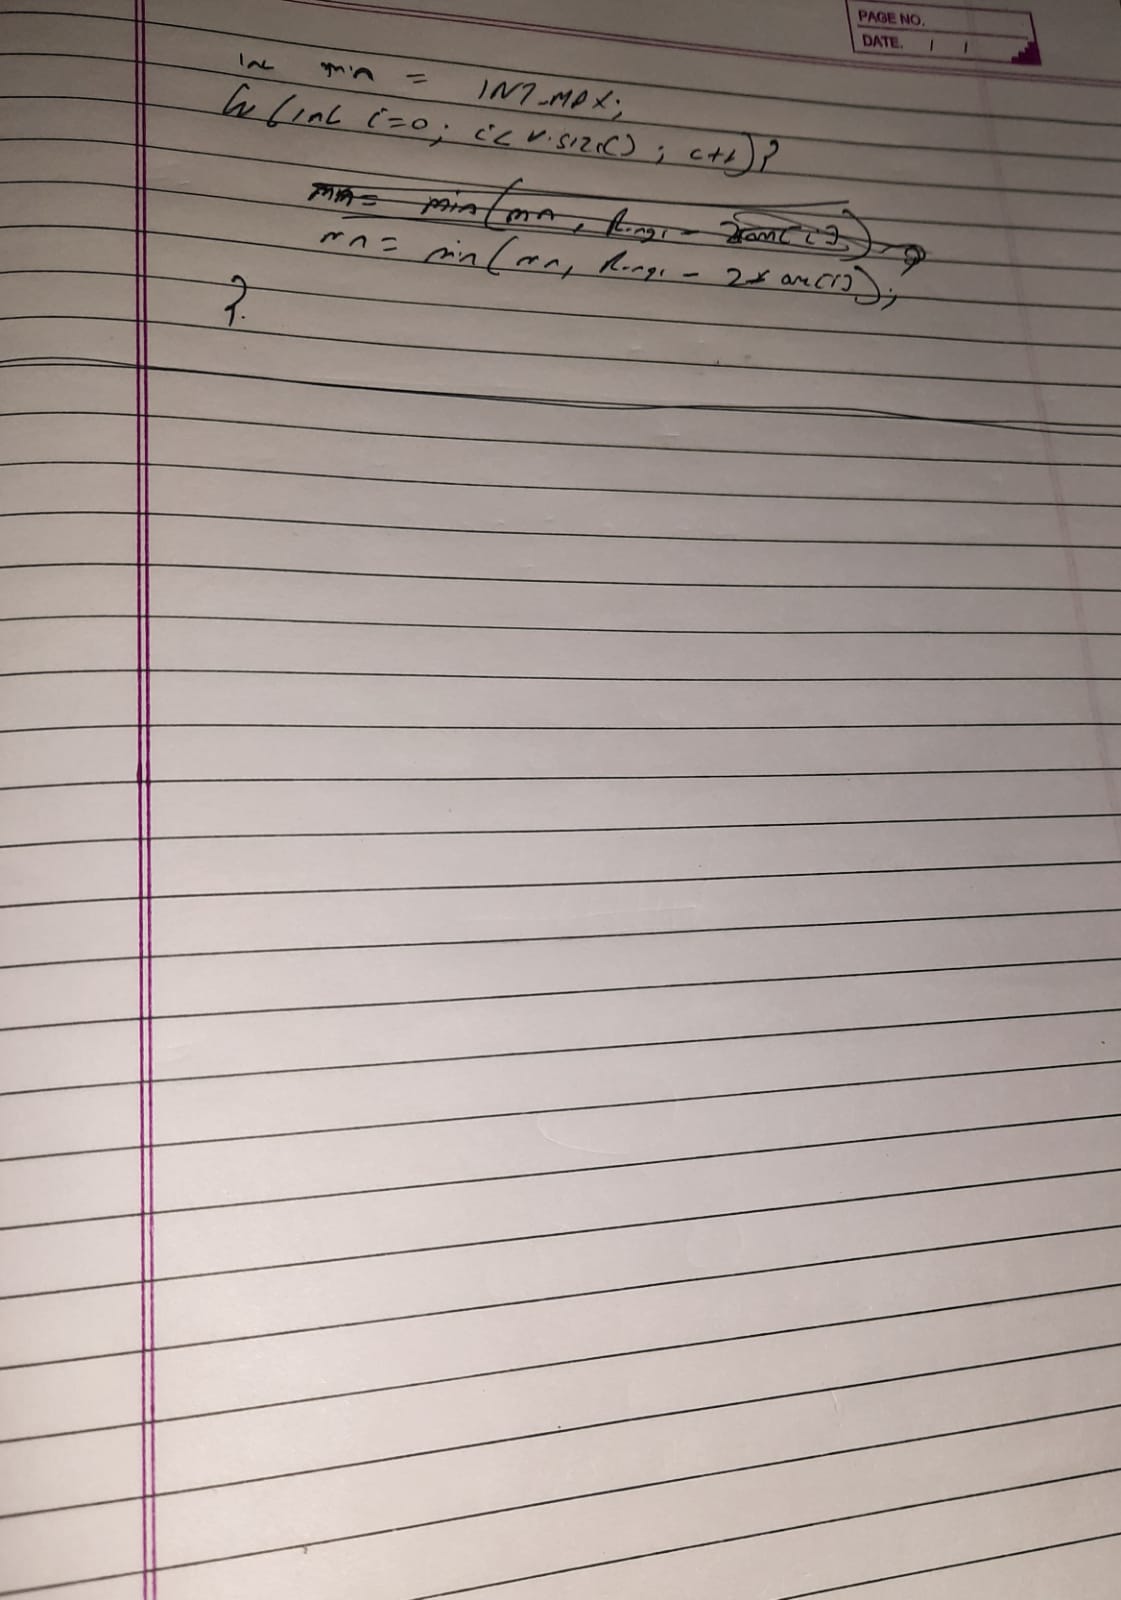 PAGE NO.
DATE. / /
int min = INT_MAX;
for (int i=0; i< v.size(); i++){
mn= min(mn, Range - 2*arr[i]);
mn = min(mn, Range - 2* arr[i]);
}